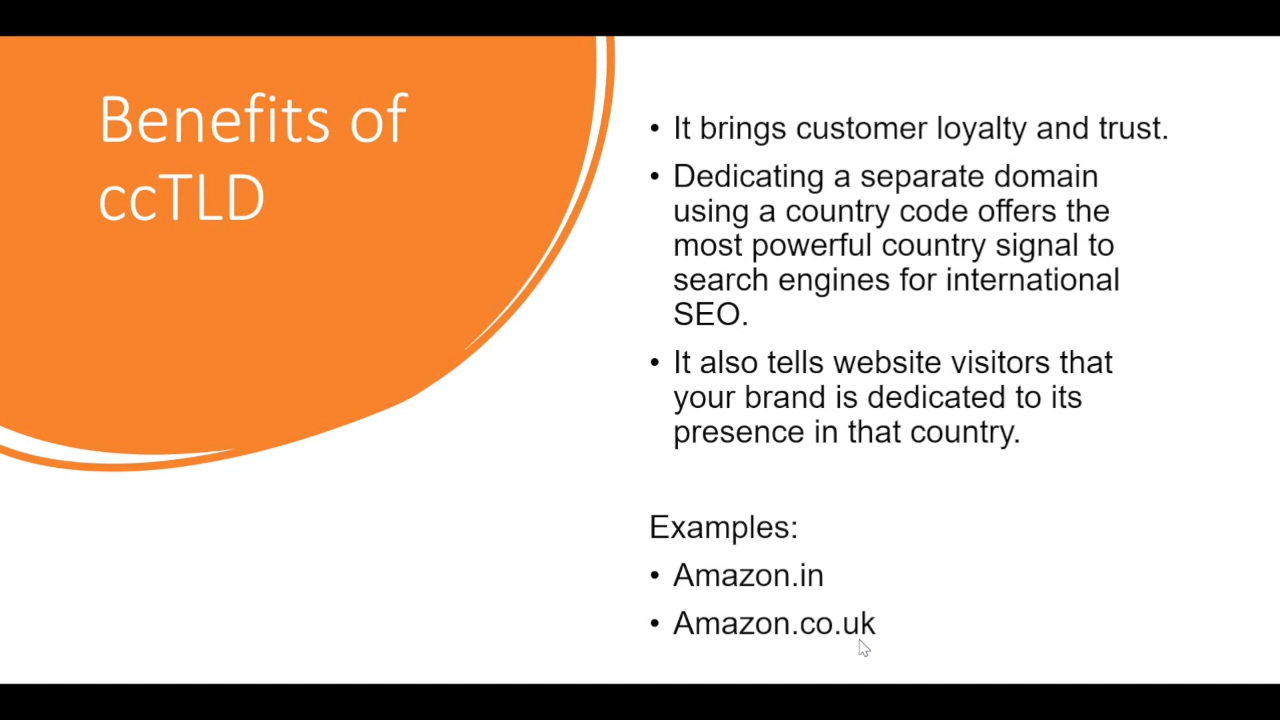 Benefits of
ccTLD
• It brings customer loyalty and trust.
• Dedicating a separate domain
using a country code offers the
most powerful country signal to
search engines for international
SEO.
• It also tells website visitors that
your brand is dedicated to its
presence in that country.
Examples:
• Amazon.in
• Amazon.co.uk